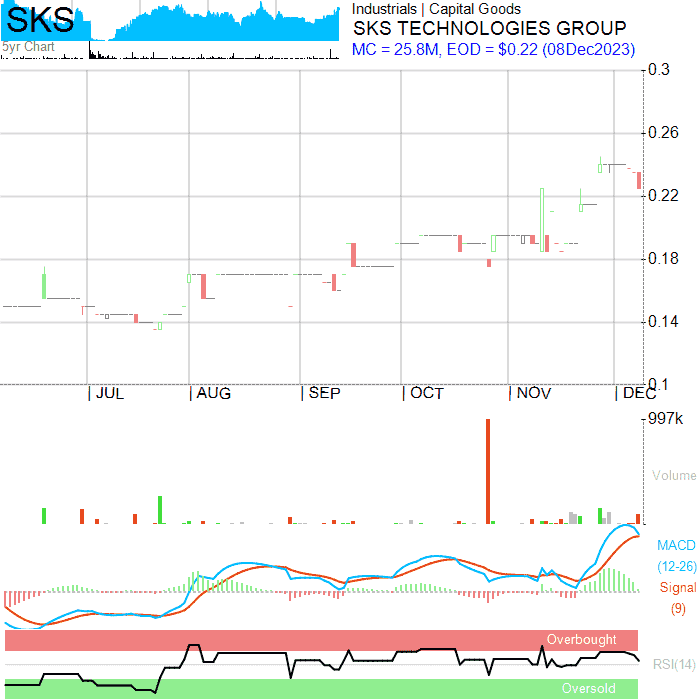 SKS
5yr Chart
Industrials | Capital Goods
SKS TECHNOLOGIES GROUP
MC = 25.8M, EOD = $0.22 (08Dec2023)
0.3
0.26
0.22
0.18
0.14
0.1
JUL AUG SEP OCT NOV DEC
997k
Volume
MACD
(12-26)
Signal
(9)
Overbought
RSI(14)
Oversold